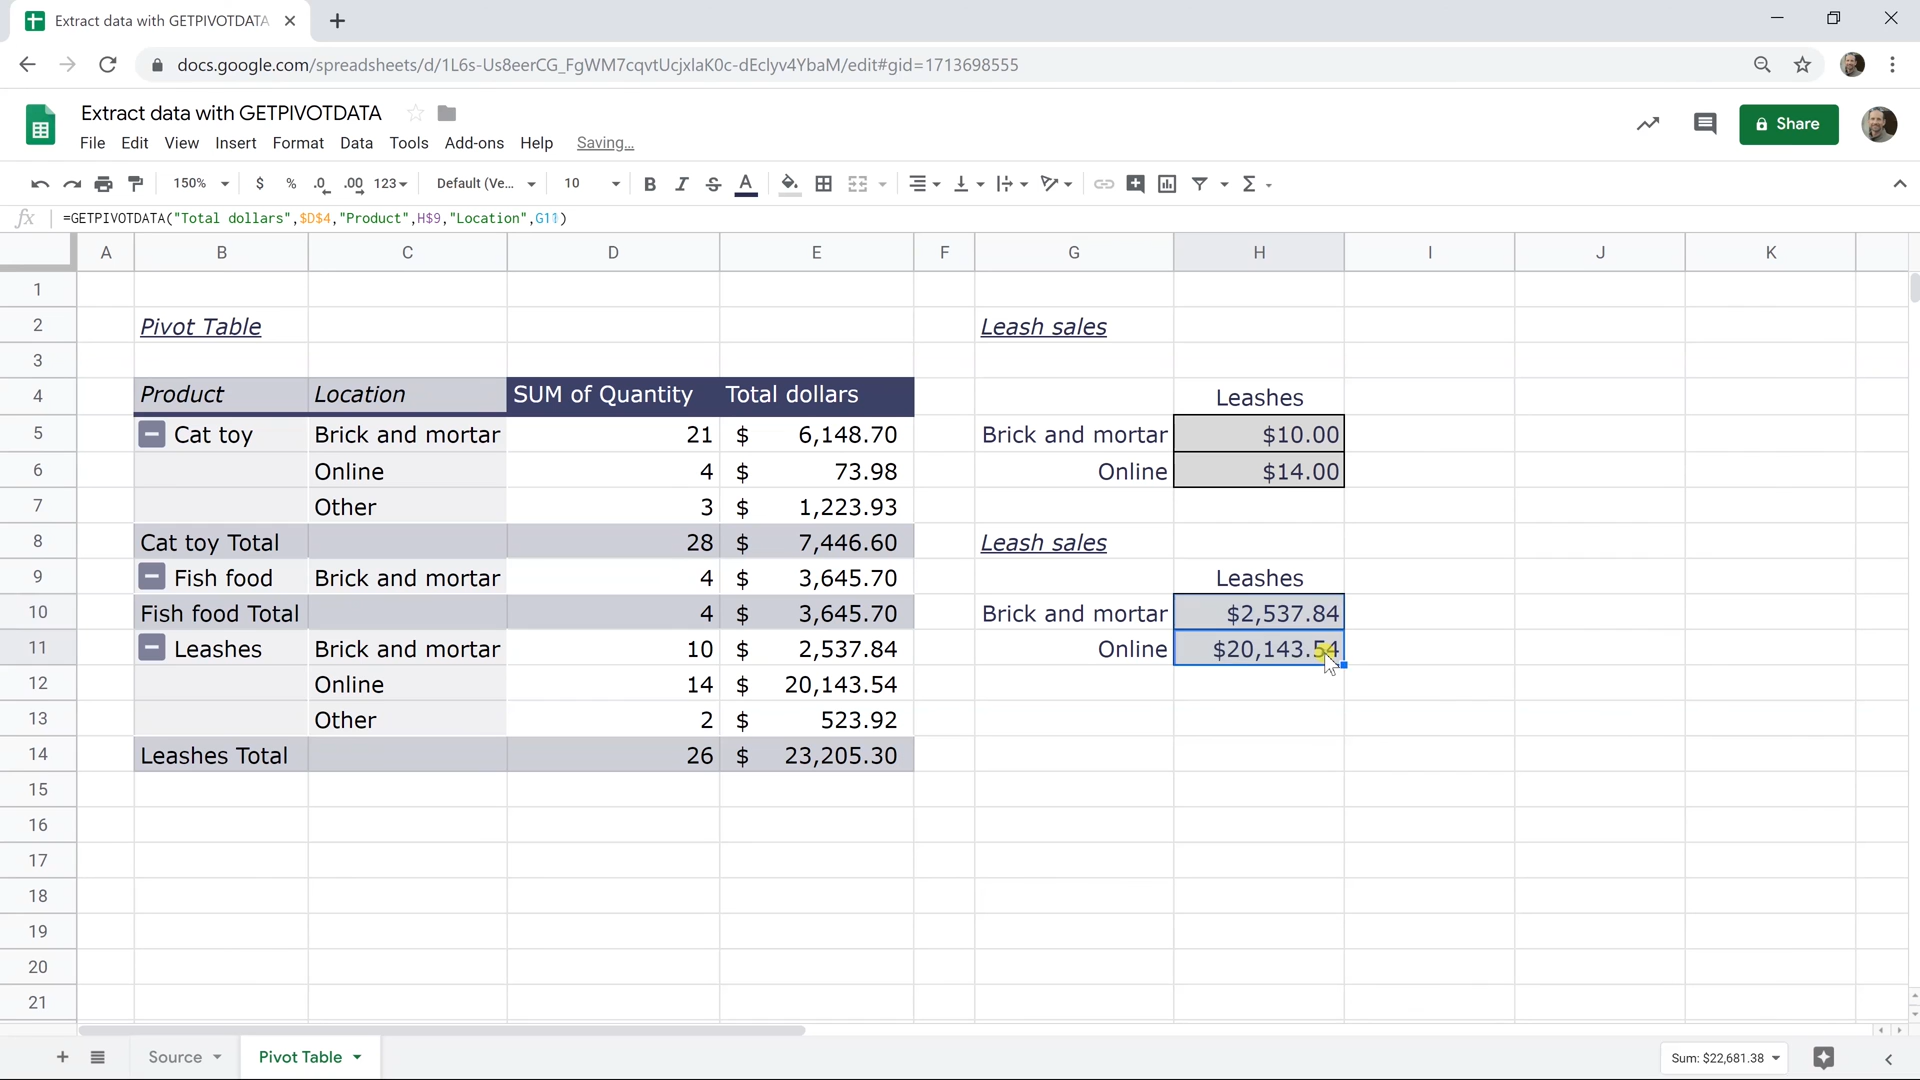 Extract data with GETPIVOTDATA
docs.google.com/spreadsheets/d/1L6s-Us8eerCG_FgWM7cqvtUcjxlaK0c-dEclyv4YbaM/edit#gid=1713698555
Extract data with GETPIVOTDATA
File Edit View Insert Format Data Tools Add-ons Help Saving...
Share
150% $ % .0 .00 123 Default (Ve... 10 B I S A Σ
fx =GETPIVOTDATA("Total dollars",$D$4,"Product",H$9,"Location",G11)
A B C D E F G H I J K
1
2 Pivot Table Leash sales
3
4 Product Location SUM of Quantity Total dollars Leashes
5 Cat toy Brick and mortar 21 $ 6,148.70 Brick and mortar $10.00
6 Online 4 $ 73.98 Online $14.00
7 Other 3 $ 1,223.93
8 Cat toy Total 28 $ 7,446.60 Leash sales
9 Fish food Brick and mortar 4 $ 3,645.70 Leashes
10 Fish food Total 4 $ 3,645.70 Brick and mortar $2,537.84
11 Leashes Brick and mortar 10 $ 2,537.84 Online $20,143.54
12 Online 14 $ 20,143.54
13 Other 2 $ 523.92
14 Leashes Total 26 $ 23,205.30
15
16
17
18
19
20
21
Source Pivot Table Sum: $22,681.38